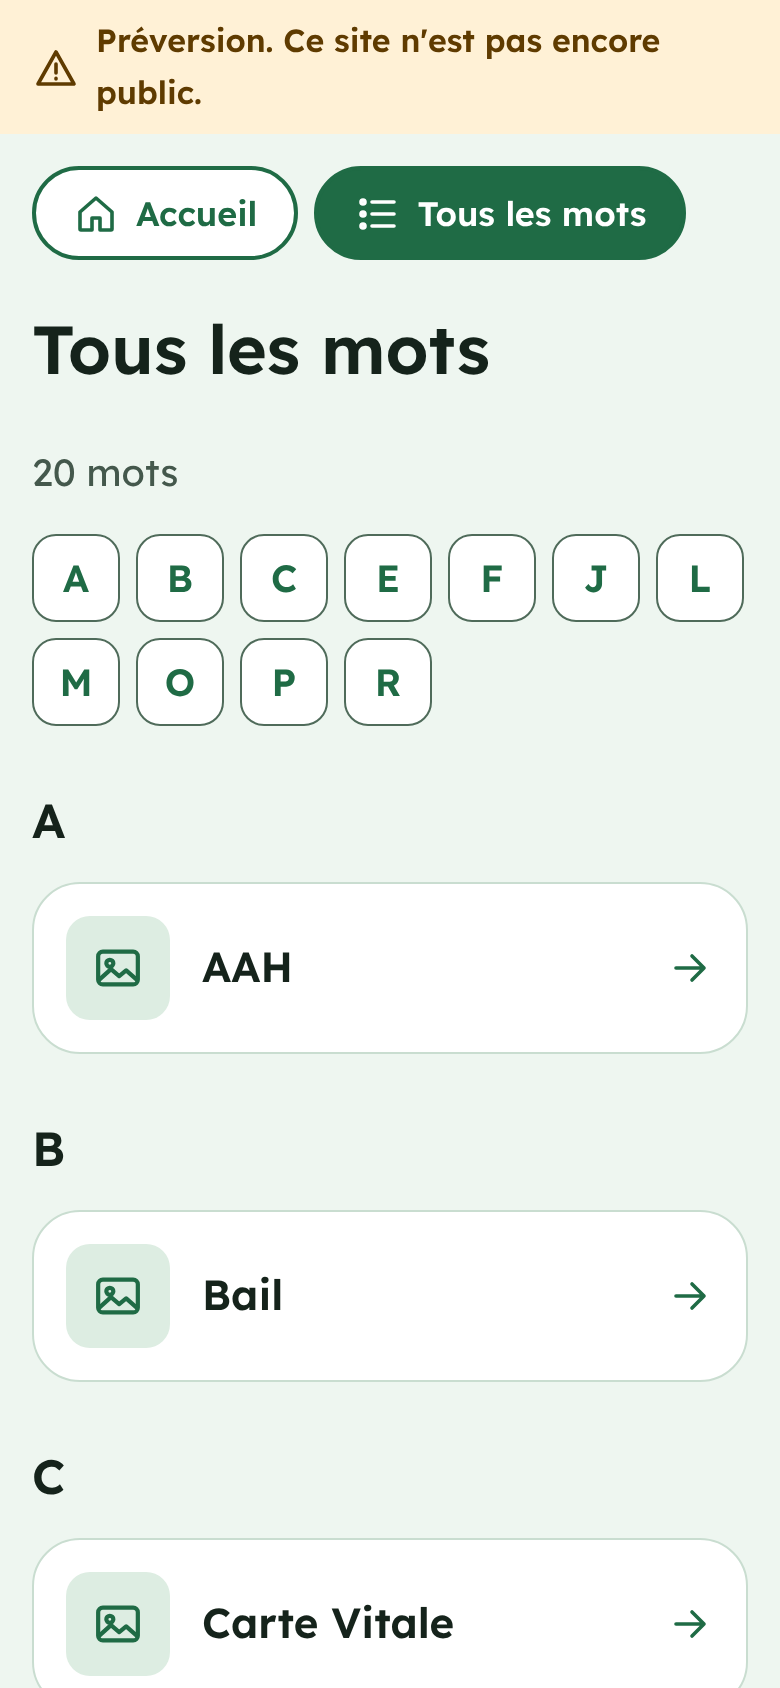 Préversion. Ce site n'est pas encore
public.
Accueil
Tous les mots
Tous les mots
20 mots
A B C E F J L
M O P R
A
AAH
B
Bail
C
Carte Vitale